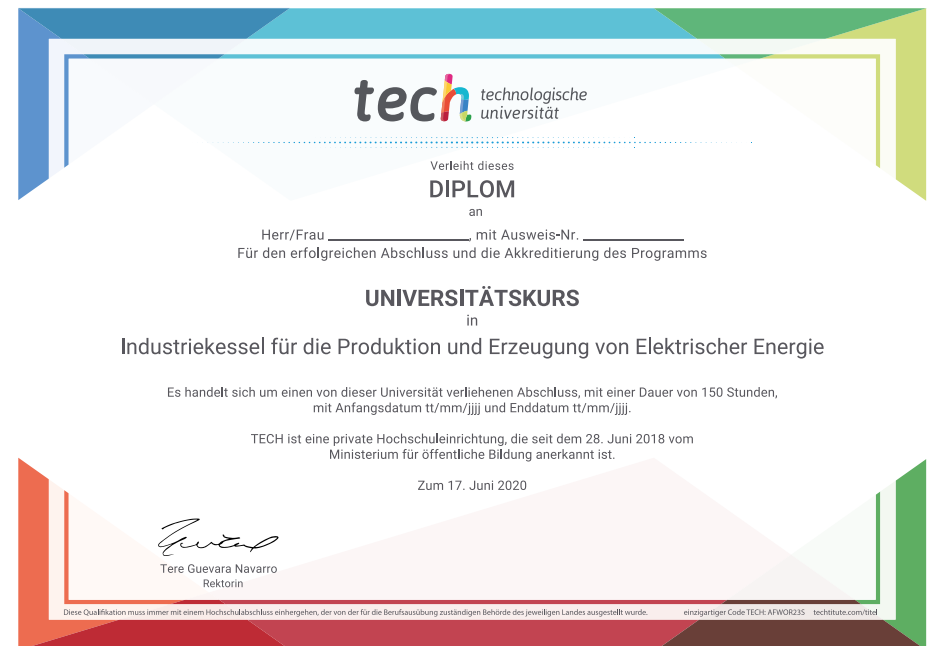 tech technologische
universität
Verleiht dieses
DIPLOM
an
Herr/Frau ____________________, mit Ausweis-Nr. ______________
Für den erfolgreichen Abschluss und die Akkreditierung des Programms
UNIVERSITÄTSKURS
in
Industriekessel für die Produktion und Erzeugung von Elektrischer Energie
Es handelt sich um einen von dieser Universität verliehenen Abschluss, mit einer Dauer von 150 Stunden,
mit Anfangsdatum tt/mm/jjjj und Enddatum tt/mm/jjjj.
TECH ist eine private Hochschuleinrichtung, die seit dem 28. Juni 2018 vom
Ministerium für öffentliche Bildung anerkannt ist.
Zum 17. Juni 2020
Tere Guevara Navarro
Rektorin
Diese Qualifikation muss immer mit einem Hochschulabschluss einhergehen, der von der für die Berufsausübung zuständigen Behörde des jeweiligen Landes ausgestellt wurde. einzigartiger Code TECH: AFWOR23S techtitute.com/titel